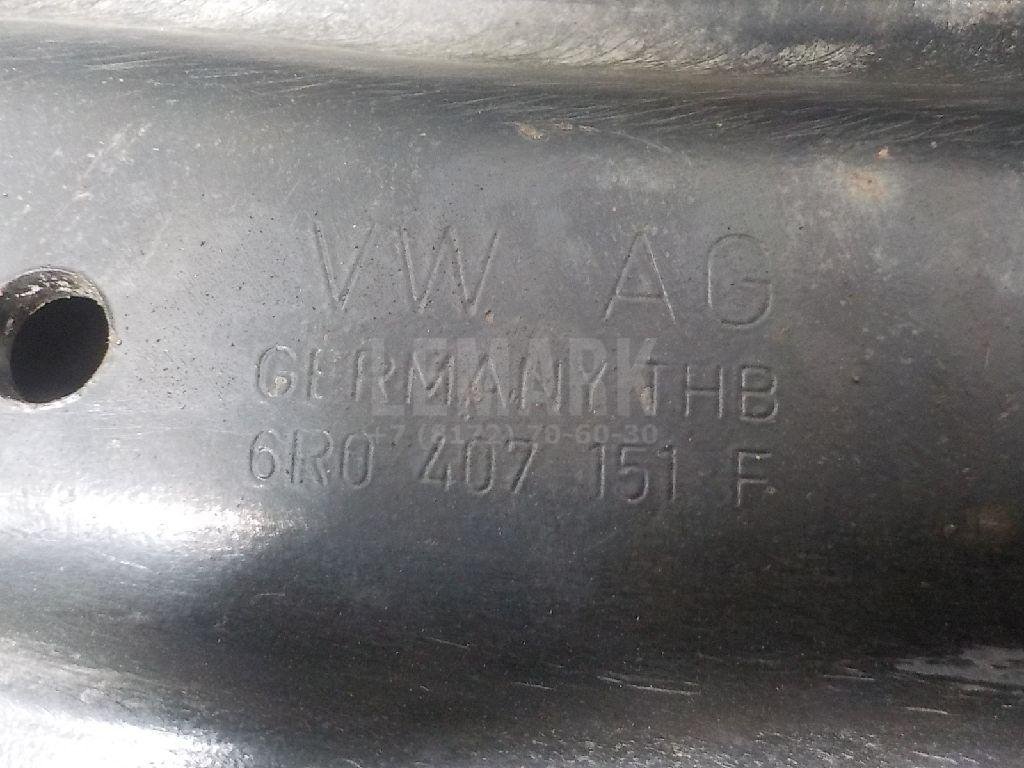 VW AG
GERMANY THB
LEMARK
+7 (8172) 70-60-30
6R0 407 151 F